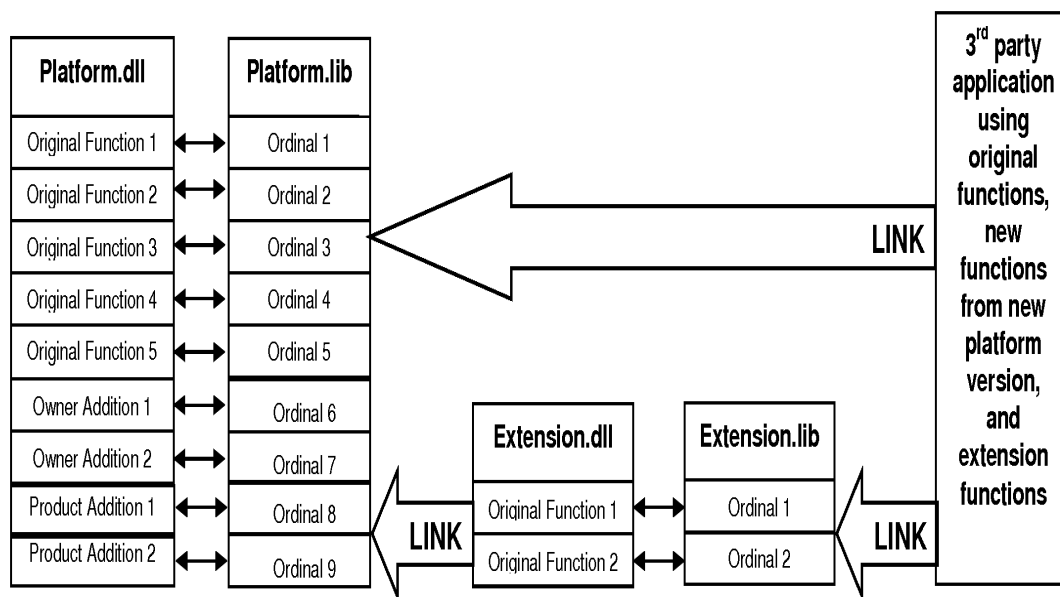 Platform.dll
Original Function 1
Original Function 2
Original Function 3
Original Function 4
Original Function 5
Owner Addition 1
Owner Addition 2
Product Addition 1
Product Addition 2
Platform.lib
Ordinal 1
Ordinal 2
Ordinal 3
Ordinal 4
Ordinal 5
Ordinal 6
Ordinal 7
Ordinal 8
Ordinal 9
LINK
LINK
Extension.dll
Original Function 1
Original Function 2
Extension.lib
Ordinal 1
Ordinal 2
LINK
3rd party
application
using
original
functions,
new
functions
from new
platform
version,
and
extension
functions